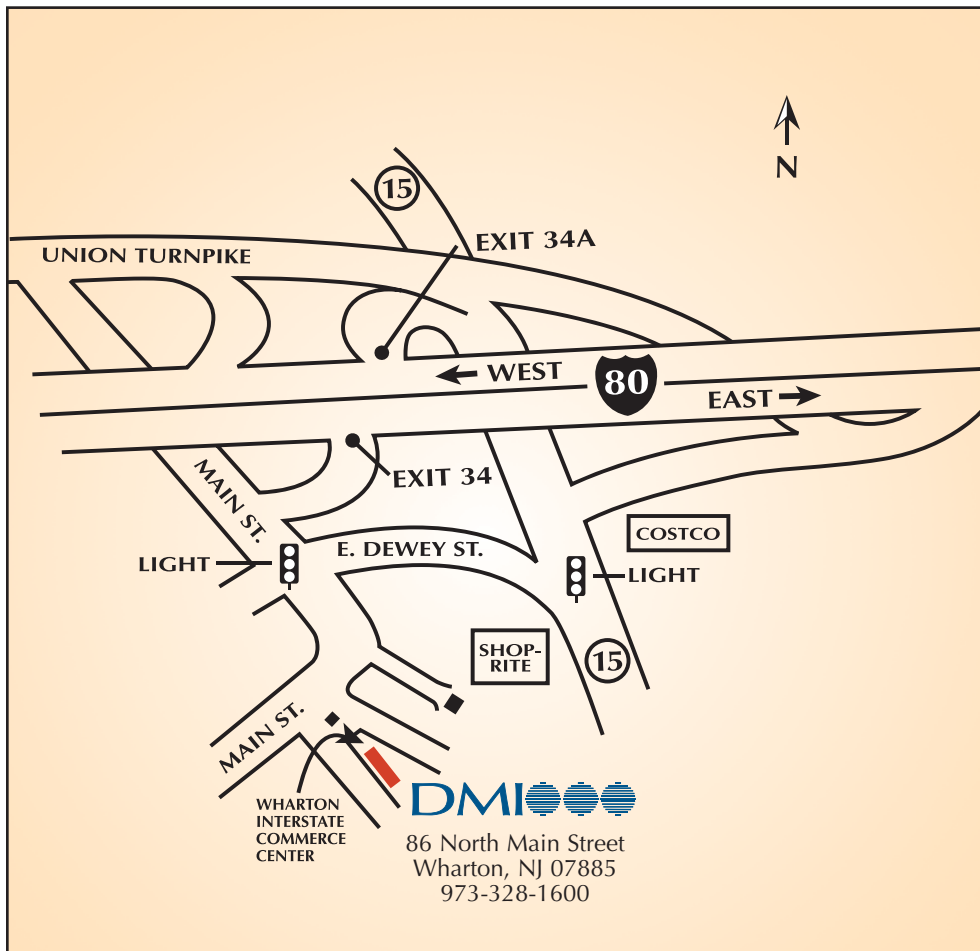 N
15
EXIT 34A
UNION TURNPIKE
WEST
80
EAST
EXIT 34
MAIN ST.
COSTCO
E. DEWEY ST.
LIGHT
LIGHT
SHOP-
RITE
15
MAIN ST.
DMI
WHARTON
INTERSTATE
COMMERCE
CENTER
86 North Main Street
Wharton, NJ 07885
973-328-1600